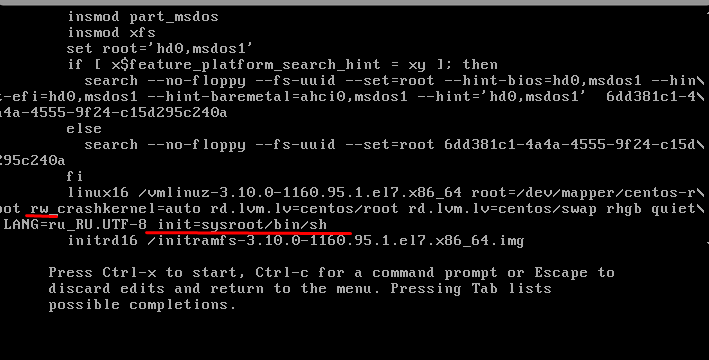 insmod part_msdos
insmod xfs
set root='hd0,msdos1'
if [ x$feature_platform_search_hint = xy ]; then
search --no-floppy --fs-uuid --set=root --hint-bios=hd0,msdos1 --hin\
t-efi=hd0,msdos1 --hint-baremetal=ahci0,msdos1 --hint='hd0,msdos1'  6dd381c1-4\
a4a-4555-9f24-c15d295c240a
else
search --no-floppy --fs-uuid --set=root 6dd381c1-4a4a-4555-9f24-c15d\
295c240a
fi
linux16 /vmlinuz-3.10.0-1160.95.1.el7.x86_64 root=/dev/mapper/centos-r\
oot rw crashkernel=auto rd.lvm.lv=centos/root rd.lvm.lv=centos/swap rhgb quiet\
LANG=ru_RU.UTF-8 init=sysroot/bin/sh
initrd16 /initramfs-3.10.0-1160.95.1.el7.x86_64.img
Press Ctrl-x to start, Ctrl-c for a command prompt or Escape to
discard edits and return to the menu. Pressing Tab lists
possible completions.